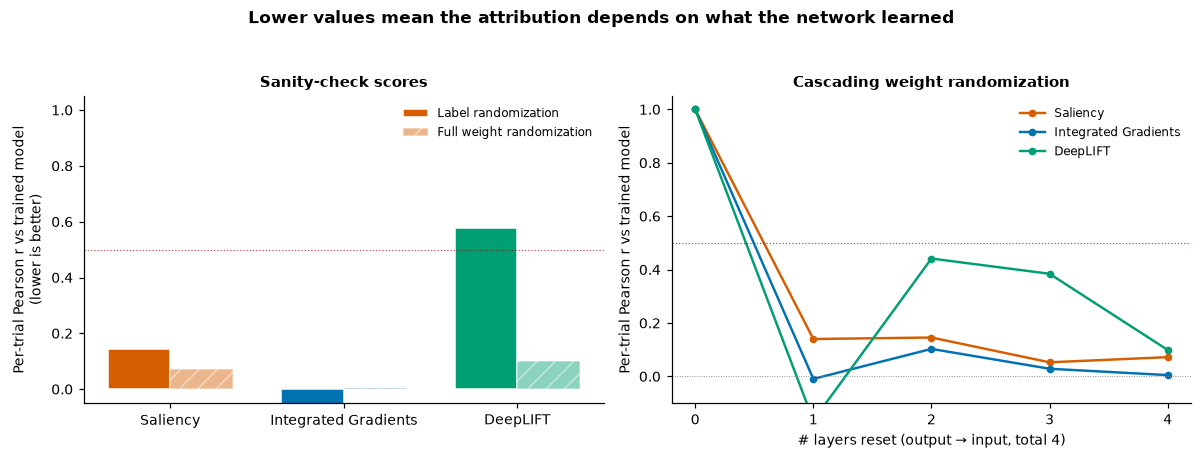 Lower values mean the attribution depends on what the network learned
Sanity-check scores
Per-trial Pearson r vs trained model
(lower is better)
1.0
0.8
0.6
0.4
0.2
0.0
Label randomization
Full weight randomization
Saliency
Integrated Gradients
DeepLIFT
Cascading weight randomization
Per-trial Pearson r vs trained model
1.0
0.8
0.6
0.4
0.2
0.0
Saliency
Integrated Gradients
DeepLIFT
0
1
2
3
4
# layers reset (output → input, total 4)